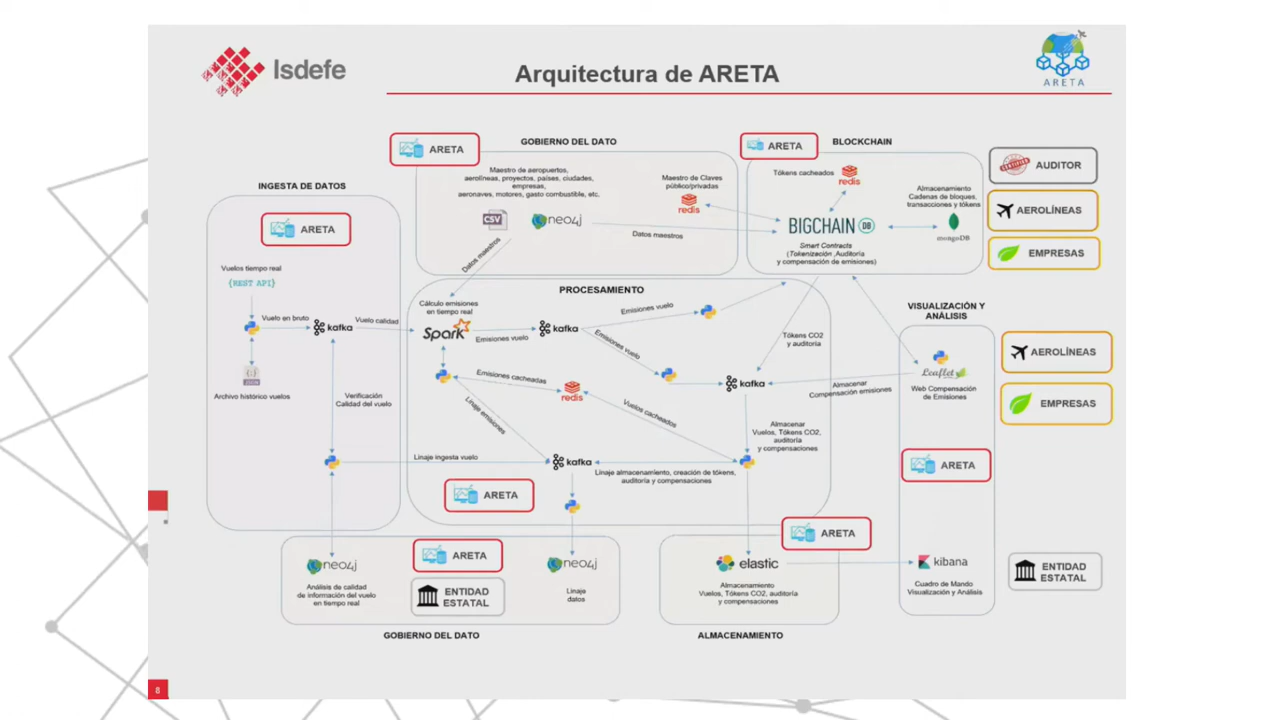 Isdefe
Arquitectura de ARETA
ARETA
INGESTA DE DATOS
ARETA
Vuelos tiempo real
{REST API}
Vuelo en bruto
kafka
Vuelo calidad
JSON
Archivo histórico vuelos
Verificación
Calidad del vuelo
ARETA
GOBIERNO DEL DATO
Maestro de aeropuertos,
aerolíneas, proyectos, países, ciudades,
empresas,
aeronaves, motores, gasto combustible, etc.
CSV
neo4j
Maestro de Claves
público/privadas
redis
Datos maestros
Datos maestros
ARETA
BLOCKCHAIN
Tókens cacheados
redis
Almacenamiento
Cadenas de bloques,
transacciones y tókens
BIGCHAIN DB
mongoDB
Smart Contracts
(Tokenización ,Auditoría
y compensación de emisiones)
CERTIFIED
AUDITOR
AEROLÍNEAS
EMPRESAS
PROCESAMIENTO
Cálculo emisiones
en tiempo real
Spark
Emisiones vuelo
kafka
Emisiones vuelo
Emisiones vuelo
Tókens CO2
y auditoría
kafka
Emisiones cacheadas
redis
Vuelos cacheados
Linaje emisiones
Almacenar
Compensación emisiones
Almacenar
Vuelos, Tókens CO2,
auditoría
y compensaciones
Linaje ingesta vuelo
kafka
Linaje almacenamiento, creación de tókens,
auditoría y compensaciones
ARETA
VISUALIZACIÓN Y
ANÁLISIS
Leaflet
Web Compensación
de Emisiones
AEROLÍNEAS
EMPRESAS
ARETA
kibana
Cuadro de Mando
Visualización y Análisis
ENTIDAD
ESTATAL
neo4j
Análisis de calidad
de información del vuelo
en tiempo real
ARETA
ENTIDAD
ESTATAL
neo4j
Linaje
datos
GOBIERNO DEL DATO
ARETA
elastic
Almacenamiento
Vuelos, Tókens CO2, auditoría
y compensaciones
ALMACENAMIENTO
8